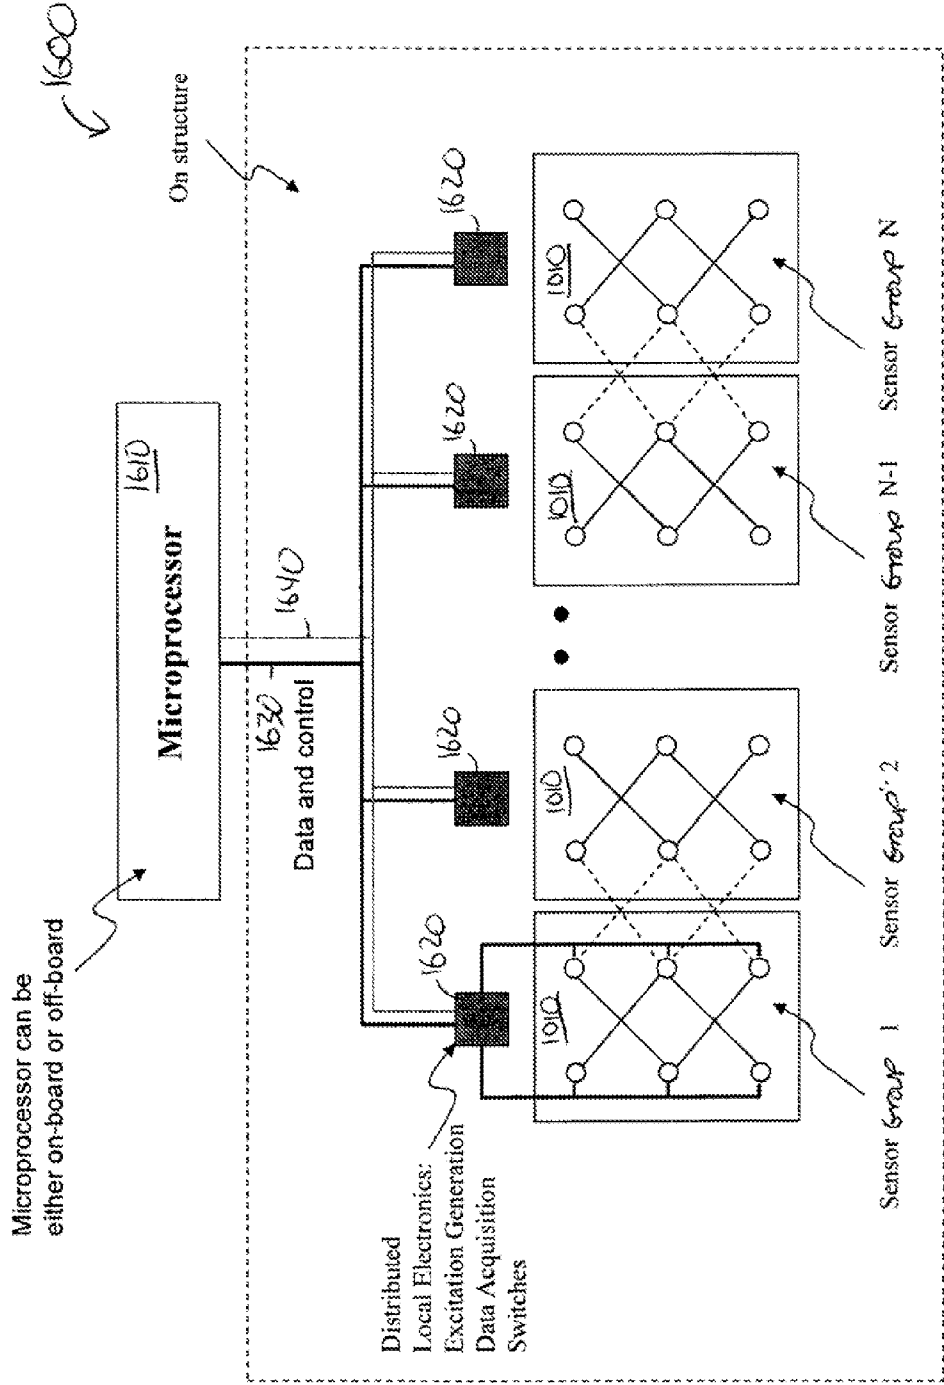 1600
Microprocessor can be
either on-board or off-board
Microprocessor
1610
On structure
1630
1640
Data and control
Distributed
Local Electronics:
Excitation Generation
Data Acquisition
Switches
1620
1620
1620
1620
1010
1010
1010
1010
Sensor Group 1
Sensor Group 2
Sensor Group N-1
Sensor Group N